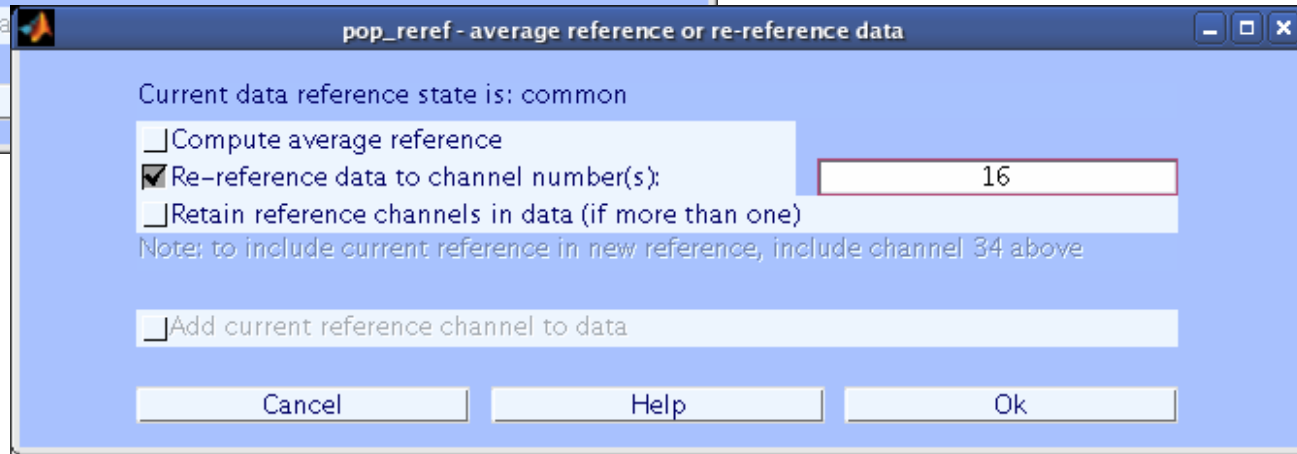 pop_reref - average reference or re-reference data
Current data reference state is: common
Compute average reference
Re-reference data to channel number(s): 16
Retain reference channels in data (if more than one)
Note: to include current reference in new reference, include channel 34 above
Add current reference channel to data
Cancel Help Ok